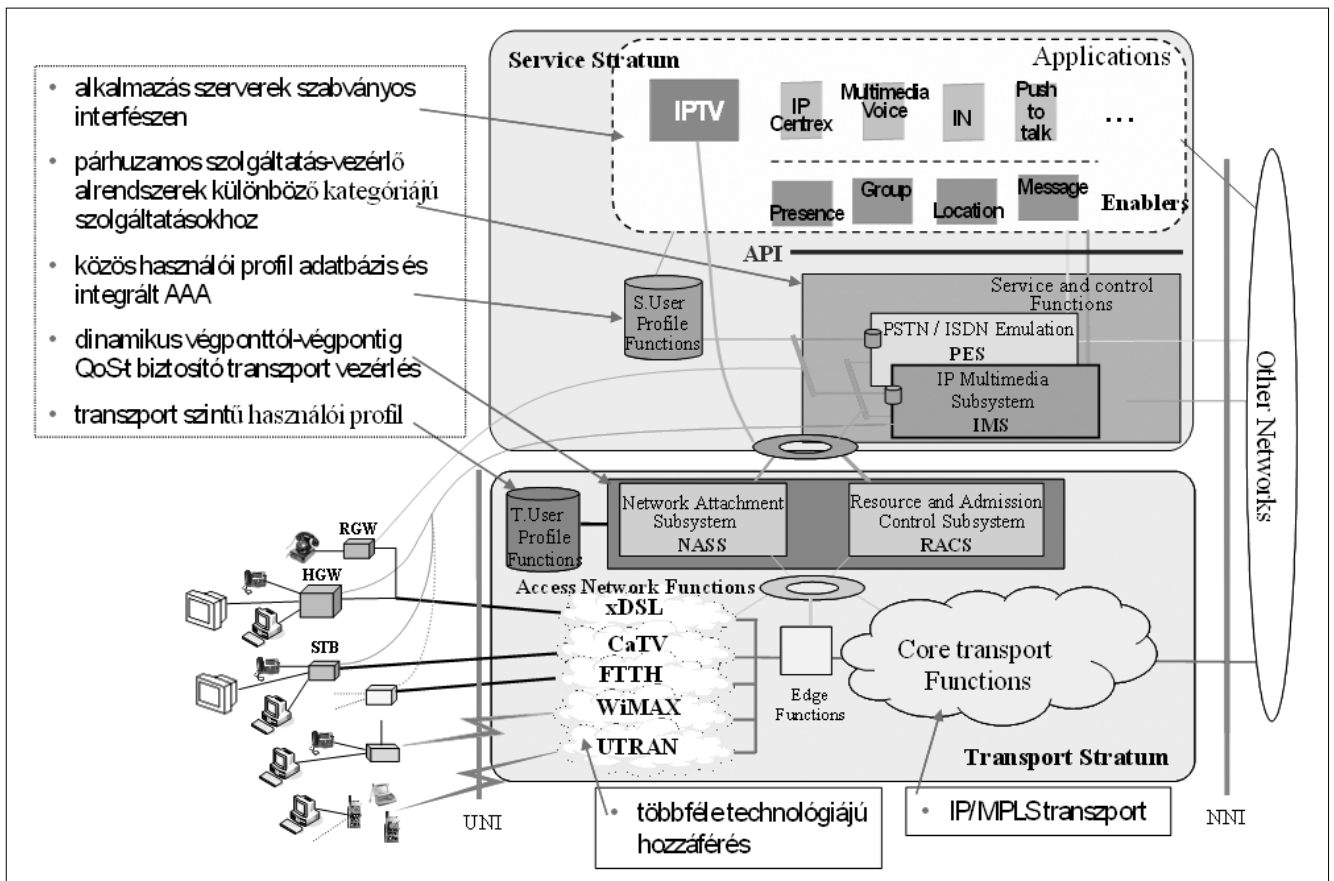 Service Stratum
Applications
IPTV
IP
Centrex
Multimedia
Voice
IN
Push
to
talk
...
Presence
Group
Location
Message
Enablers
API
• alkalmazás szerverek szabványos
interfészen
• párhuzamos szolgáltatás-vezérlő
alrendszerek különböző kategóriájú
szolgáltatásokhoz
• közös használói profil adatbázis és
integrált AAA
• dinamikus végponttól-végpontig
QoS-t biztosító transzport vezérlés
• transzport szintű használói profil
S.User
Profile
Functions
Service and control
Functions
PSTN / ISDN Emulation
PES
IP Multimedia
Subsystem
IMS
Other Networks
T.User
Profile
Functions
Network Attachment
Subsystem
NASS
Resource and Admission
Control Subsystem
RACS
RGW
HGW
STB
Access Network Functions
xDSL
CaTV
FTTH
WiMAX
UTRAN
Edge
Functions
Core transport
Functions
Transport Stratum
UNI
• többféle technológiájú
hozzáférés
• IP/MPLS transzport
NNI